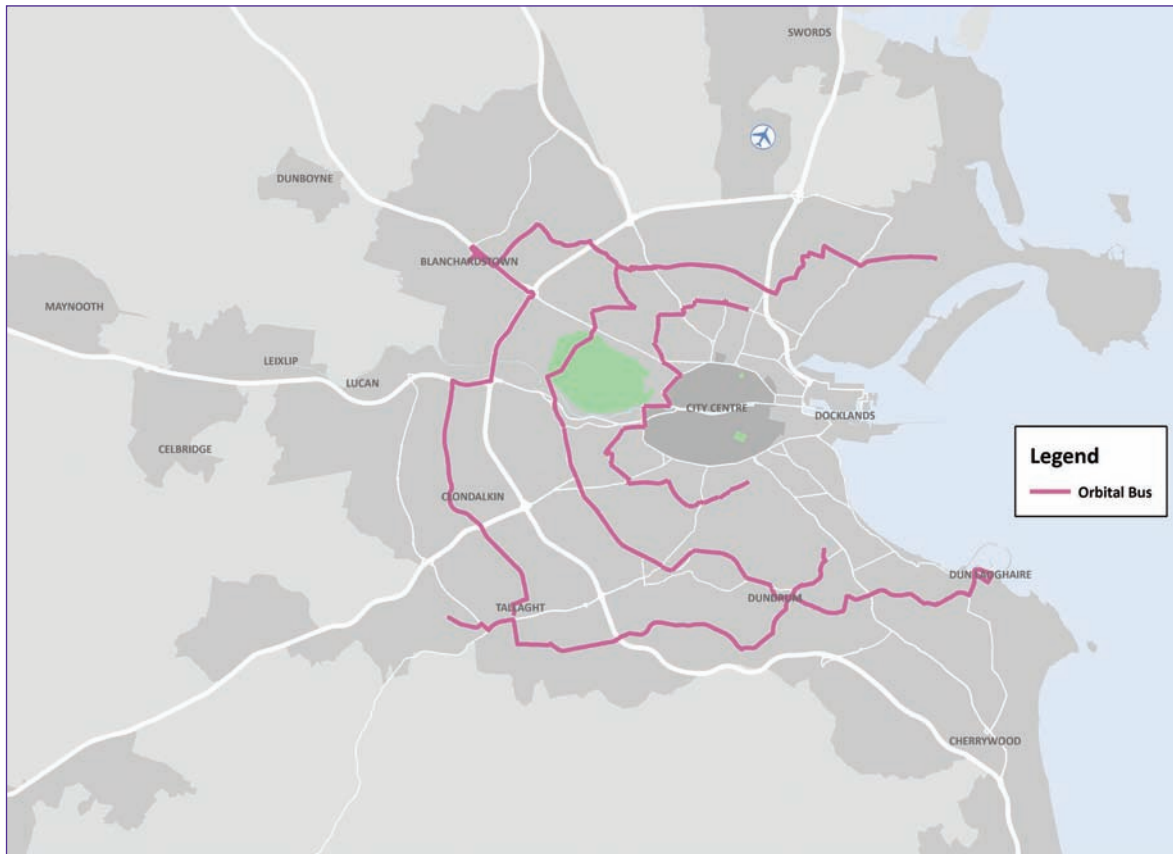 SWORDS
DUNBOYNE
BLANCHARDSTOWN
MAYNOOTH
LEIXLIP
LUCAN
CITY CENTRE
DOCKLANDS
CELBRIDGE
Legend
Orbital Bus
CLONDALKIN
DUN LAOGHAIRE
DUNDRUM
TALLAGHT
CHERRYWOOD